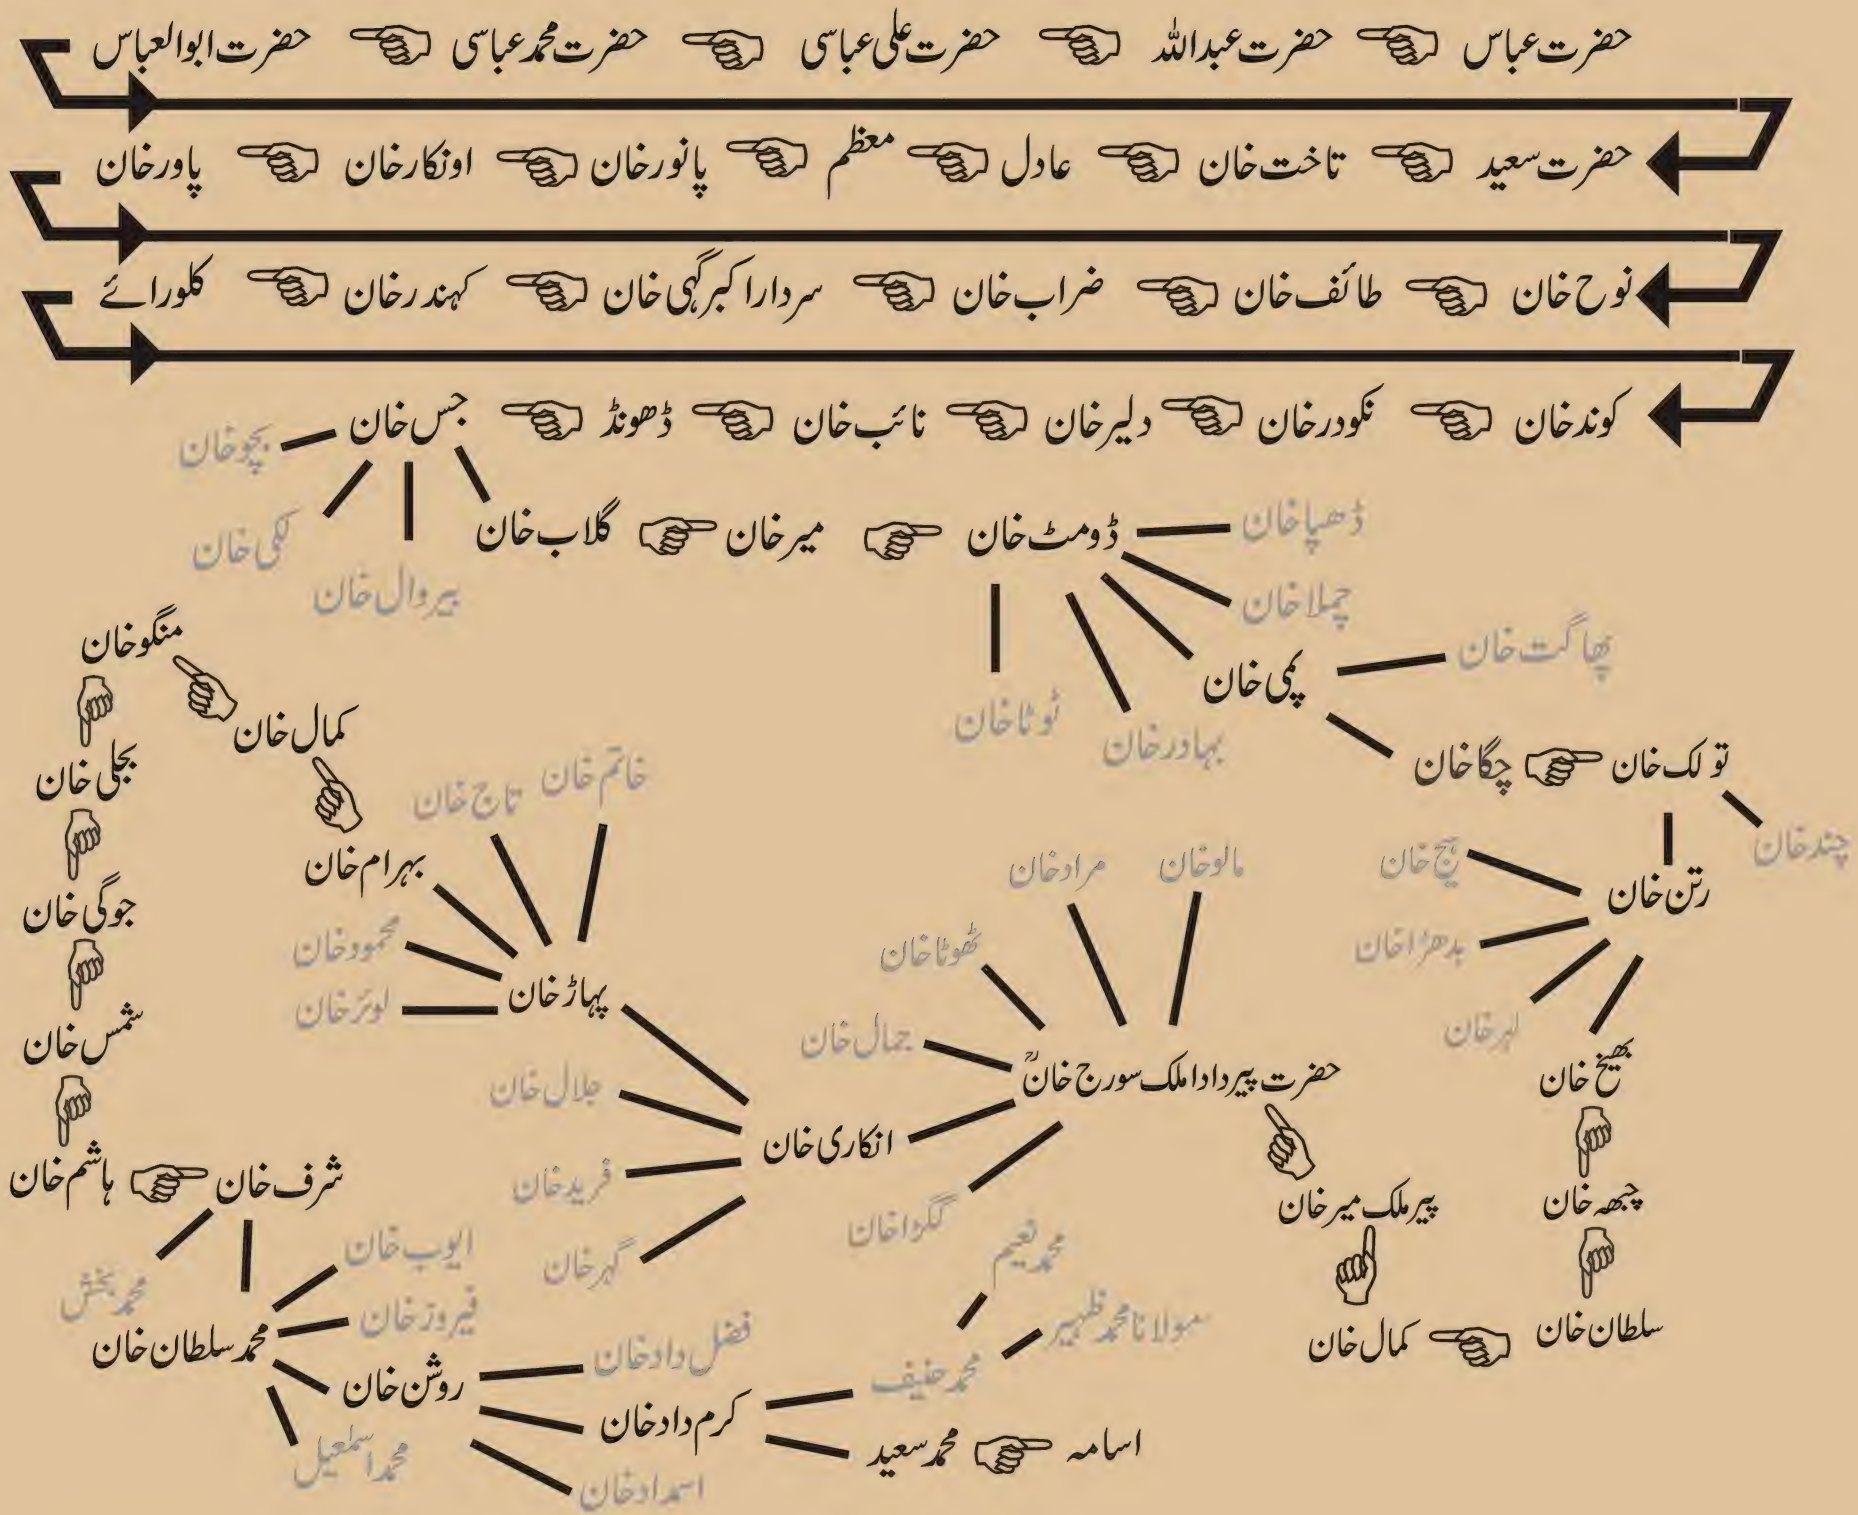 حضرت عباس حضرت عبداللہ حضرت علی عباسی حضرت محمد عباسی حضرت ابوالعباس
حضرت سعید تاخت خان عادل معظم پانور خان اونکار خان پاور خان
نوح خان طائف خان ضراب خان سردار اکبر گہی خان کہندر خان کلورائے
کوند خان نکودر خان دلیر خان نائب خان ڈھونڈ جس خان
بچو خان
گلاب خان میر خان ڈومٹ خان ڈھپا خان
بیروال خان
چملا خان
پمی خان
پھاگت خان
ٹوٹا خان
بہادر خان
چگا خان تولک خان
چند خان
رتن خان
ہیج خان
بدھڑا خان
لہر خان
بھیخ خان
چبھہ خان
سلطان خان
کمال خان
پیر ملک میر خان
حضرت پیر دادا ملک سورج خانؒ
مالو خان
مراد خان
ٹھوٹا خان
جمال خان
انکاری خان
گکڑا خان
پہاڑ خان
جلال خان
فرید خان
گہر خان
خاتم خان
تاج خان
بہرام خان
محمود خان
لوئر خان
کمال خان
منگو خان
بجلی خان
جوگی خان
شمس خان
ہاشم خان شرف خان
محمد بخش
محمد سلطان خان
ایوب خان
فیروز خان
روشن خان
محمد اسمٰعیل
فضل داد خان
کرم داد خان
اسمداد خان
محمد حنیف
محمد نعیم
مولانا محمد ظہیر
محمد سعید اسامہ